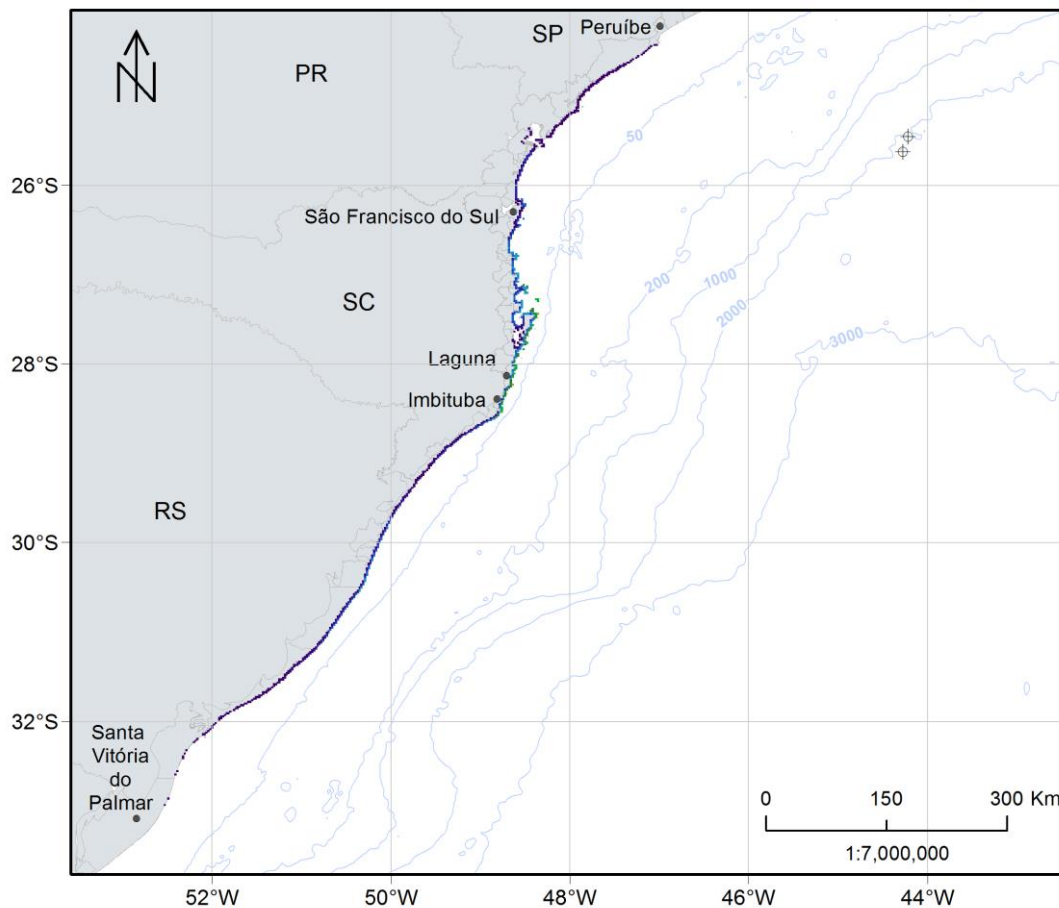 SP
Peruíbe
N
PR
50
26°S
São Francisco do Sul
SC
200
1000
2000
3000
Laguna
28°S
Imbituba
RS
30°S
32°S
Santa
Vitória
do
Palmar
0 150 300 Km
1:7,000,000
52°W 50°W 48°W 46°W 44°W